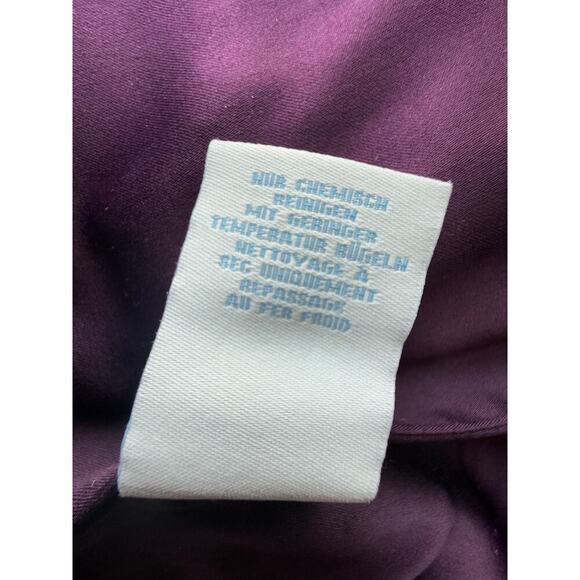 NUR CHEMISCH
REINIGEN
MIT GERINGER
TEMPERATUR BÜGELN
NETTOYAGE A
SEC UNIQUEMENT
REPASSAGE
AU FER FROID